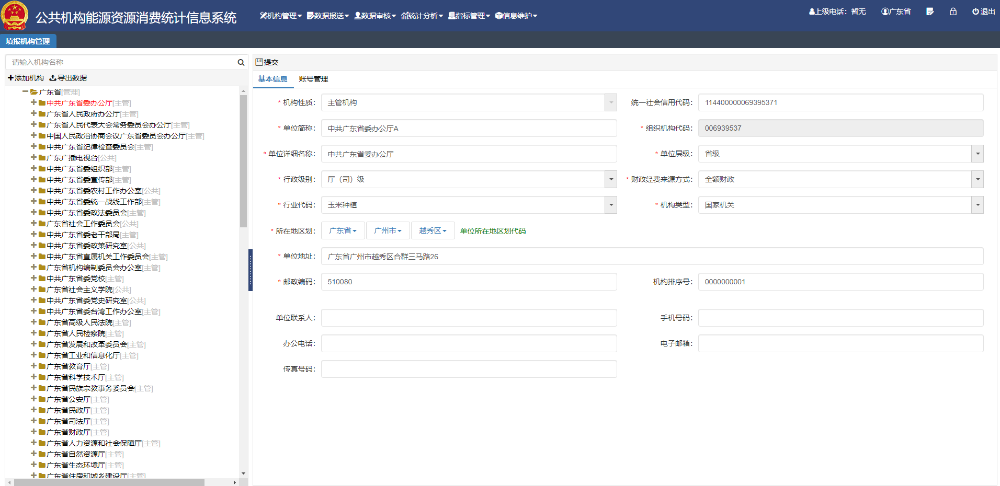 公共机构能源资源消费统计信息系统
机构管理 数据报送 数据审核 统计分析 指标管理 信息维护
上级电话：暂无 广东省 退出
填报机构管理
请输入机构名称
添加机构 导出数据
广东省[管理]
中共广东省委办公厅[主管]
广东省人民政府办公厅[主管]
广东省人民代表大会常务委员会办公厅[主管]
中国人民政治协商会议广东省委员会办公厅[主管]
中共广东省纪律检查委员会[主管]
广东广播电视台[公共]
中共广东省委组织部[主管]
中共广东省委宣传部[主管]
中共广东省委农村工作办公室[公共]
中共广东省委统一战线工作部[主管]
中共广东省委政法委员会[主管]
广东省社会工作委员会[公共]
中共广东省委老干部局[主管]
中共广东省委政策研究室[公共]
中共广东省直属机关工作委员会[主管]
广东省机构编制委员会办公室[主管]
中共广东省委党校[主管]
广东省社会主义学院[公共]
中共广东省委党史研究室[公共]
中共广东省委台湾工作办公室[主管]
广东省高级人民法院[主管]
广东省人民检察院[主管]
广东省发展和改革委员会[主管]
广东省工业和信息化厅[主管]
广东省教育厅[主管]
广东省科学技术厅[主管]
广东省民族宗教事务委员会[主管]
广东省公安厅[主管]
广东省民政厅[主管]
广东省司法厅[主管]
广东省财政厅[主管]
广东省人力资源和社会保障厅[主管]
广东省自然资源厅[主管]
广东省生态环境厅[主管]
广东省住房和城乡建设厅[主管]
提交
基本信息 账号管理
* 机构性质： 主管机构 统一社会信用代码： 114400000069395371
* 单位简称： 中共广东省委办公厅A * 组织机构代码： 006939537
* 单位详细名称： 中共广东省委办公厅 * 单位层级： 省级
* 行政级别： 厅（司）级 * 财政经费来源方式： 全额财政
* 行业代码： 玉米种植 * 机构类型： 国家机关
* 所在地区划： 广东省 广州市 越秀区 单位所在地区划代码
* 单位地址： 广东省广州市越秀区合群三马路26
* 邮政编码： 510080 机构排序号： 0000000001
单位联系人： 手机号码：
办公电话： 电子邮箱：
传真号码：